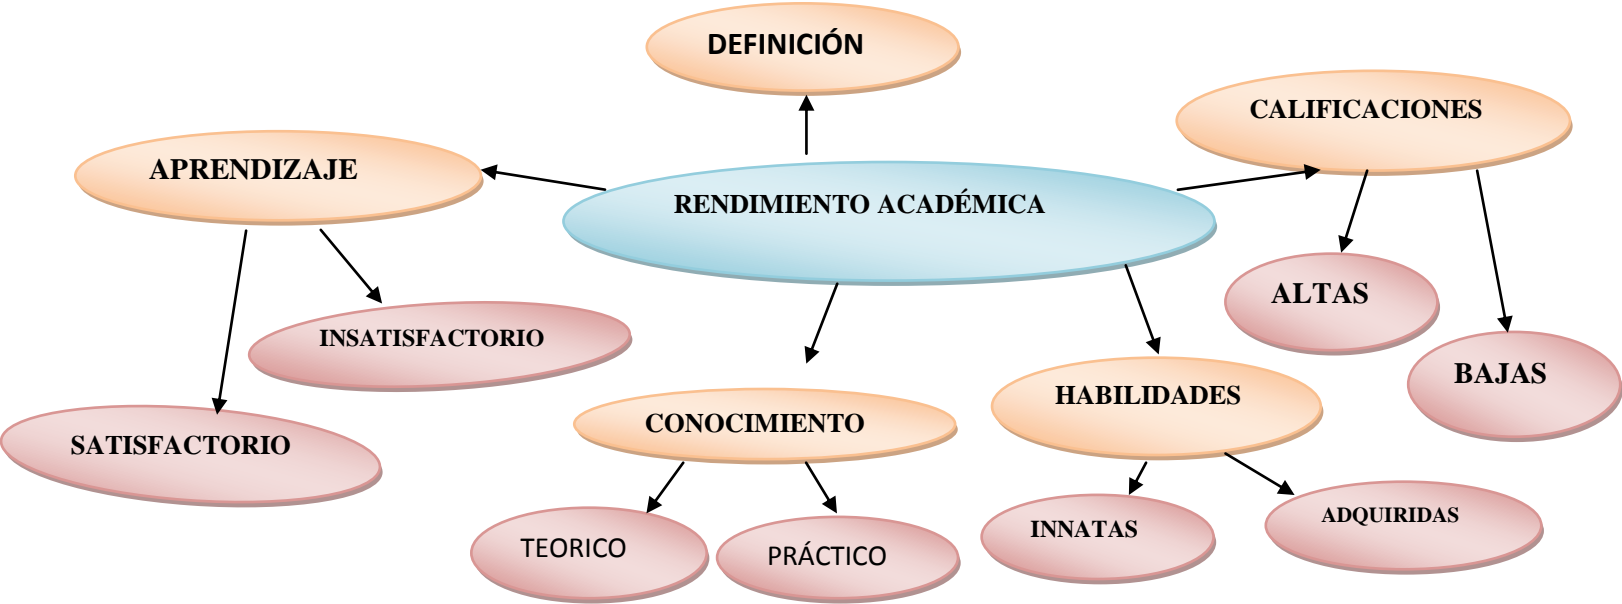 DEFINICIÓN
CALIFICACIONES
APRENDIZAJE
RENDIMIENTO ACADÉMICA
ALTAS
INSATISFACTORIO
BAJAS
HABILIDADES
CONOCIMIENTO
SATISFACTORIO
ADQUIRIDAS
INNATAS
TEORICO
PRÁCTICO